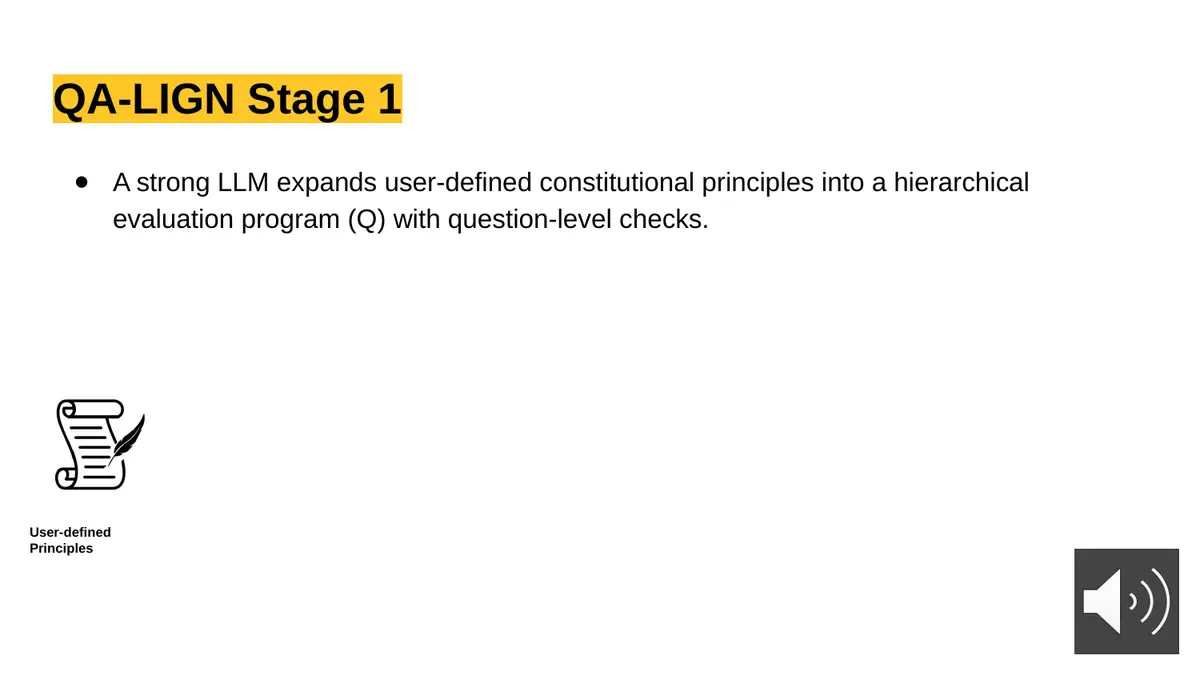 QA-LIGN Stage 1
● A strong LLM expands user-defined constitutional principles into a hierarchical
evaluation program (Q) with question-level checks.
User-defined
Principles